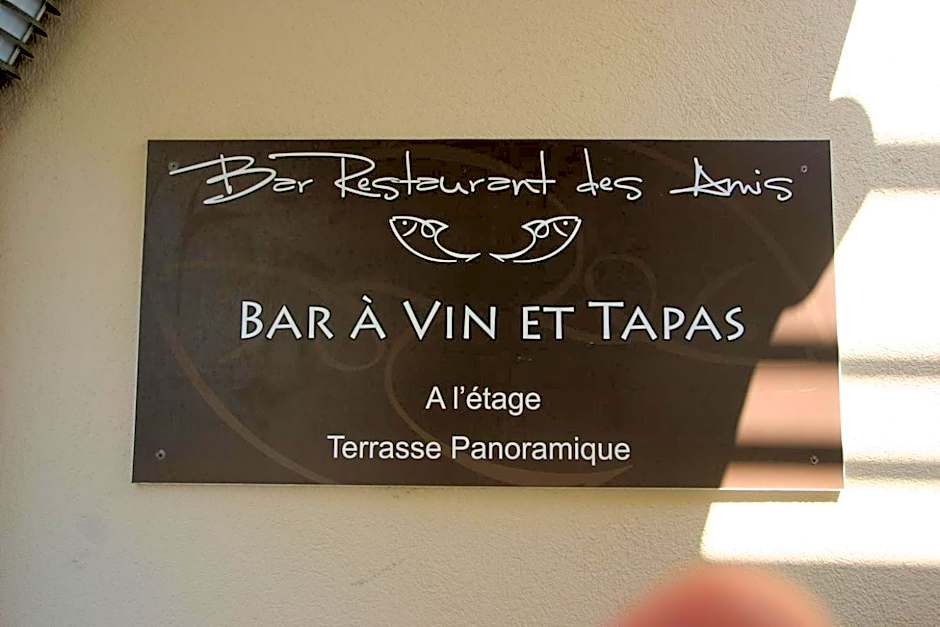 Bar Restaurant des Amis
BAR À VIN ET TAPAS
A l'étage
Terrasse Panoramique